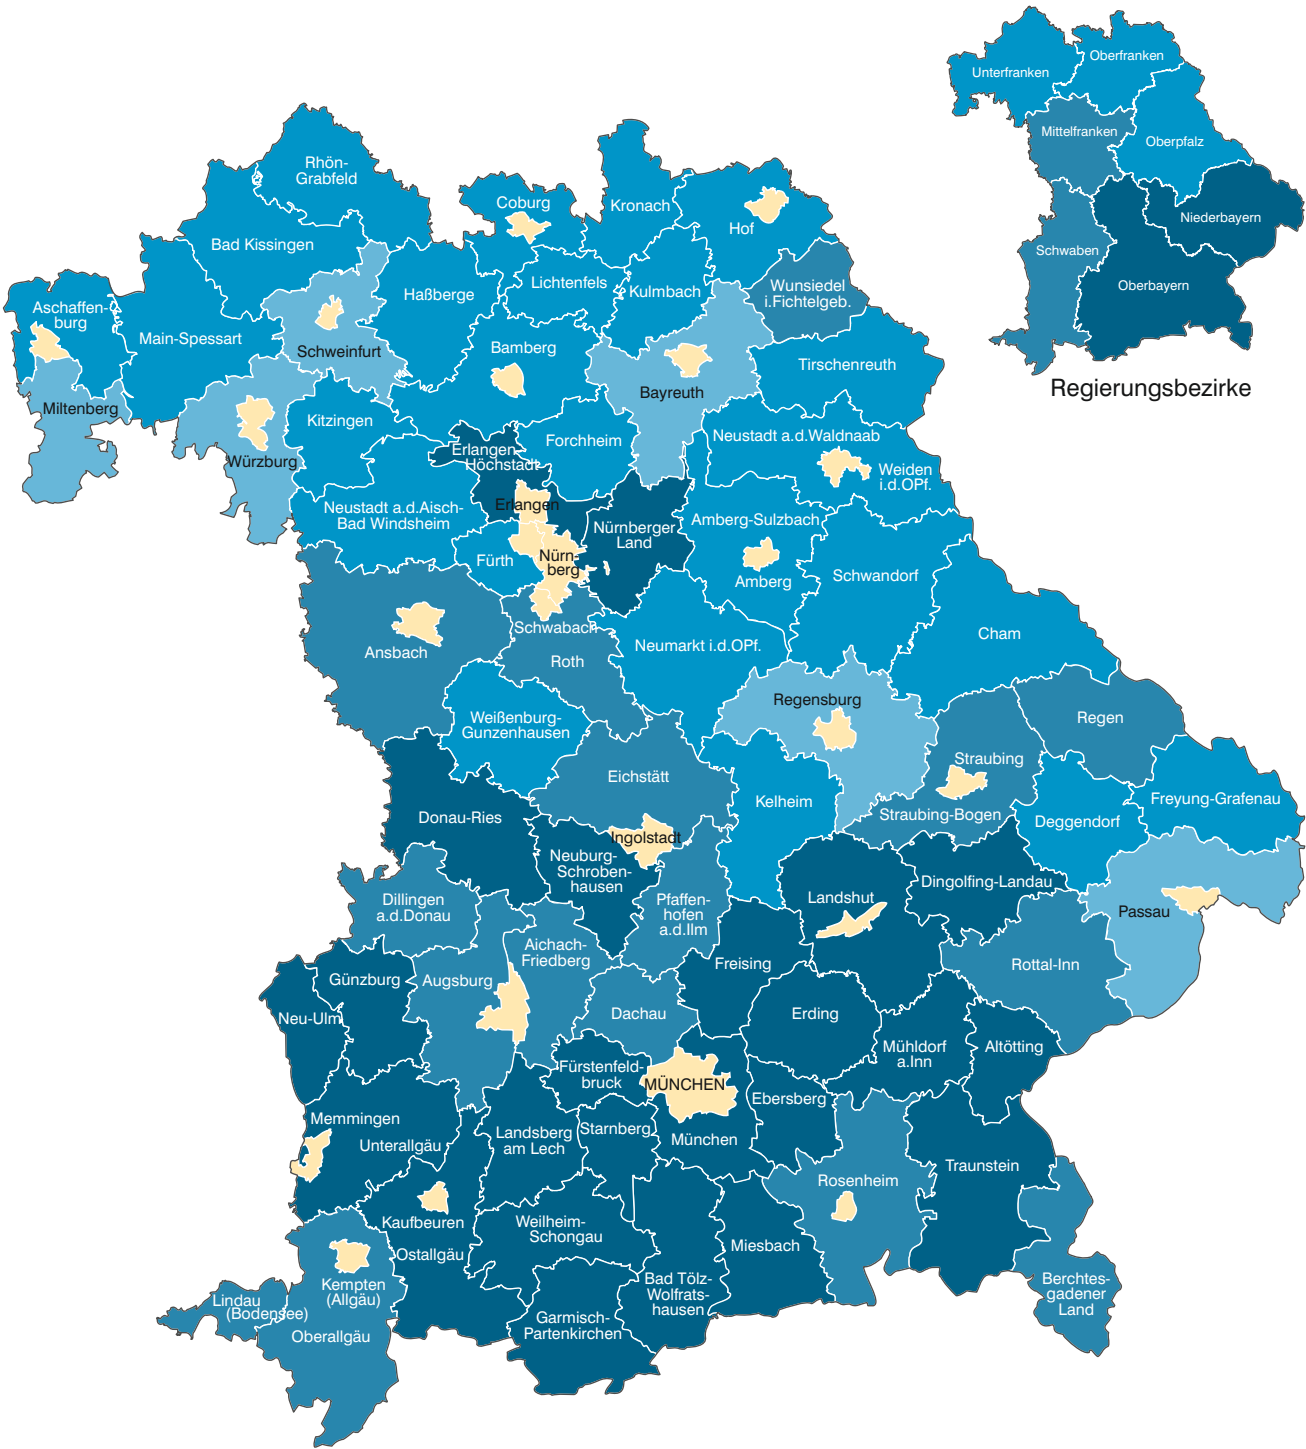 Unterfranken
Oberfranken
Mittelfranken
Oberpfalz
Niederbayern
Schwaben
Oberbayern
Regierungsbezirke
Rhön-
Grabfeld
Coburg
Kronach
Hof
Bad Kissingen
Lichtenfels
Kulmbach
Wunsiedel
i.Fichtelgeb.
Haßberge
Aschaffen-
burg
Main-Spessart
Schweinfurt
Bamberg
Tirschenreuth
Bayreuth
Miltenberg
Kitzingen
Forchheim
Neustadt a.d.Waldnaab
Erlangen-
Höchstadt
Würzburg
Weiden
i.d.OPf.
Erlangen
Neustadt a.d.Aisch-
Bad Windsheim
Nürnberger
Land
Amberg-Sulzbach
Fürth
Nürn-
berg
Amberg
Schwandorf
Schwabach
Ansbach
Roth
Neumarkt i.d.OPf.
Cham
Regensburg
Weißenburg-
Gunzenhausen
Regen
Eichstätt
Straubing
Kelheim
Freyung-Grafenau
Donau-Ries
Straubing-Bogen
Deggendorf
Ingolstadt
Neuburg-
Schroben-
hausen
Dingolfing-Landau
Landshut
Dillingen
a.d.Donau
Pfaffen-
hofen
a.d.Ilm
Passau
Aichach-
Friedberg
Freising
Rottal-Inn
Günzburg
Augsburg
Neu-Ulm
Dachau
Erding
Mühldorf
a.Inn
Altötting
Fürstenfeld-
bruck
MÜNCHEN
Ebersberg
Memmingen
Unterallgäu
Landsberg
am Lech
Starnberg
München
Traunstein
Rosenheim
Kaufbeuren
Weilheim-
Schongau
Miesbach
Ostallgäu
Kempten
(Allgäu)
Bad Tölz-
Wolfrats-
hausen
Berchtes-
gadener
Land
Lindau
(Bodensee)
Oberallgäu
Garmisch-
Partenkirchen